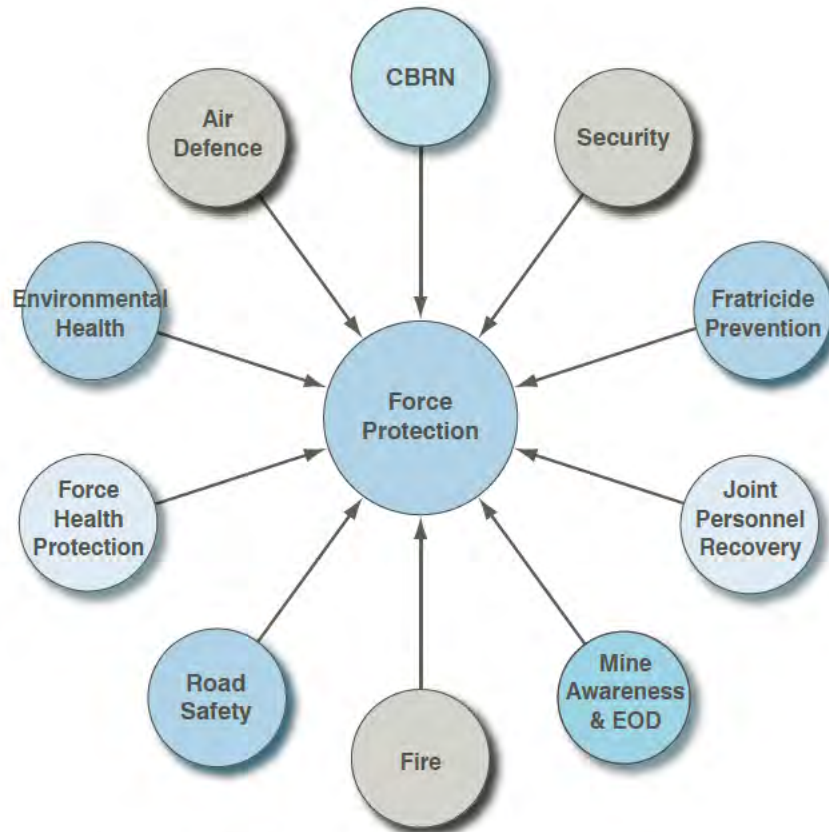 CBRN
Air
Defence
Security
Environmental
Health
Fratricide
Prevention
Force
Protection
Force
Health
Protection
Joint
Personnel
Recovery
Road
Safety
Mine
Awareness
& EOD
Fire